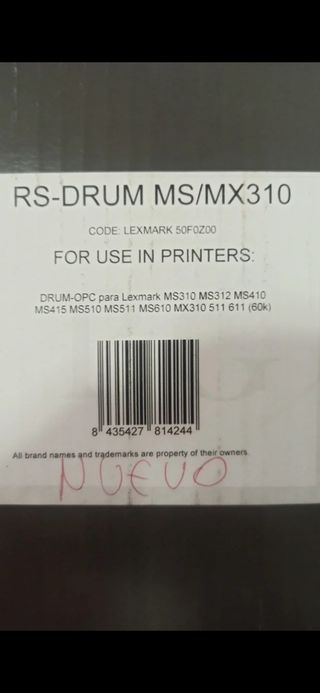 RS-DRUM MS/MX310
CODE: LEXMARK 50F0Z00
FOR USE IN PRINTERS:
DRUM-OPC para Lexmark MS310 MS312 MS410
MS415 MS510 MS511 MS610 MX310 511 611 (60k)
8 435427 814244
All brand names and trademarks are property of their owners.
NUEVO